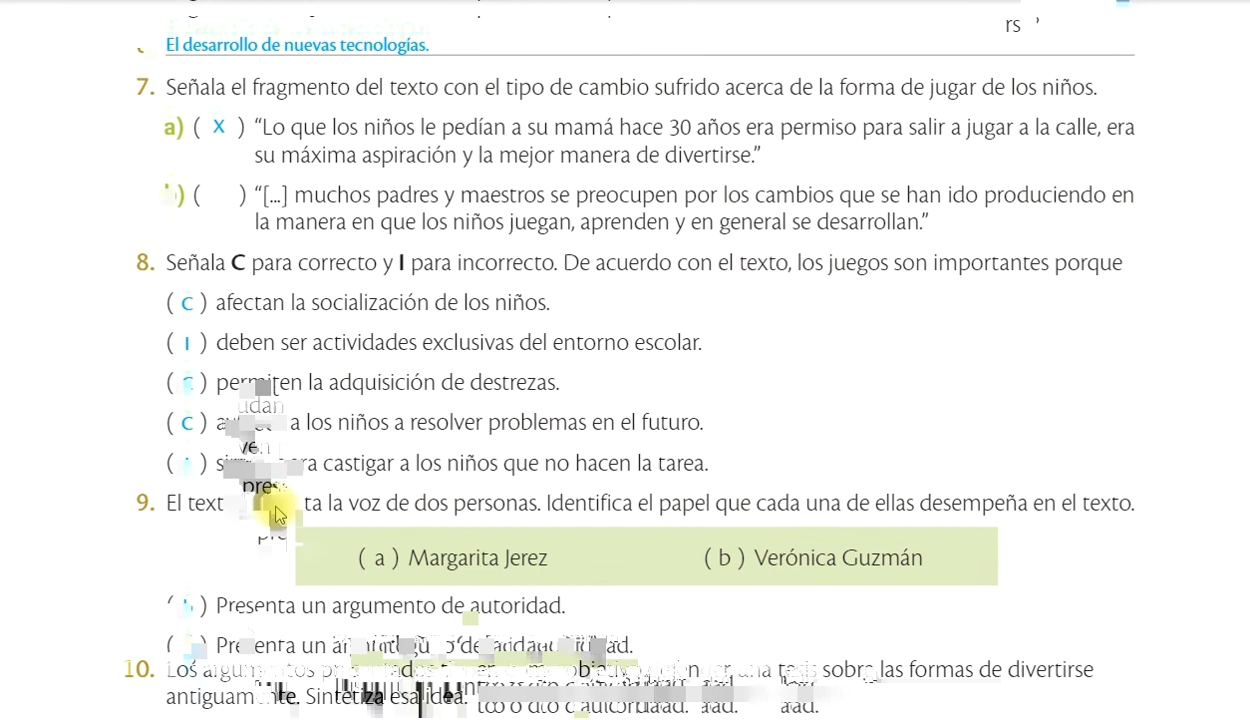 rs
El desarrollo de nuevas tecnologías.
7. Señala el fragmento del texto con el tipo de cambio sufrido acerca de la forma de jugar de los niños.
a) ( X ) “Lo que los niños le pedían a su mamá hace 30 años era permiso para salir a jugar a la calle, era
su máxima aspiración y la mejor manera de divertirse.”
) ( ) “[...] muchos padres y maestros se preocupen por los cambios que se han ido produciendo en
la manera en que los niños juegan, aprenden y en general se desarrollan.”
8. Señala C para correcto y I para incorrecto. De acuerdo con el texto, los juegos son importantes porque
( C ) afectan la socialización de los niños.
( I ) deben ser actividades exclusivas del entorno escolar.
( ) permiten la adquisición de destrezas.
( C ) a los niños a resolver problemas en el futuro.
( ) castigar a los niños que no hacen la tarea.
9. El la voz de dos personas. Identifica el papel que cada una de ellas desempeña en el texto.
( a ) Margarita Jerez ( b ) Verónica Guzmán
( b ) Presenta un argumento de autoridad.
( ) Presenta un
10. Los sobre las formas de divertirse
Sintetiza esa idea.